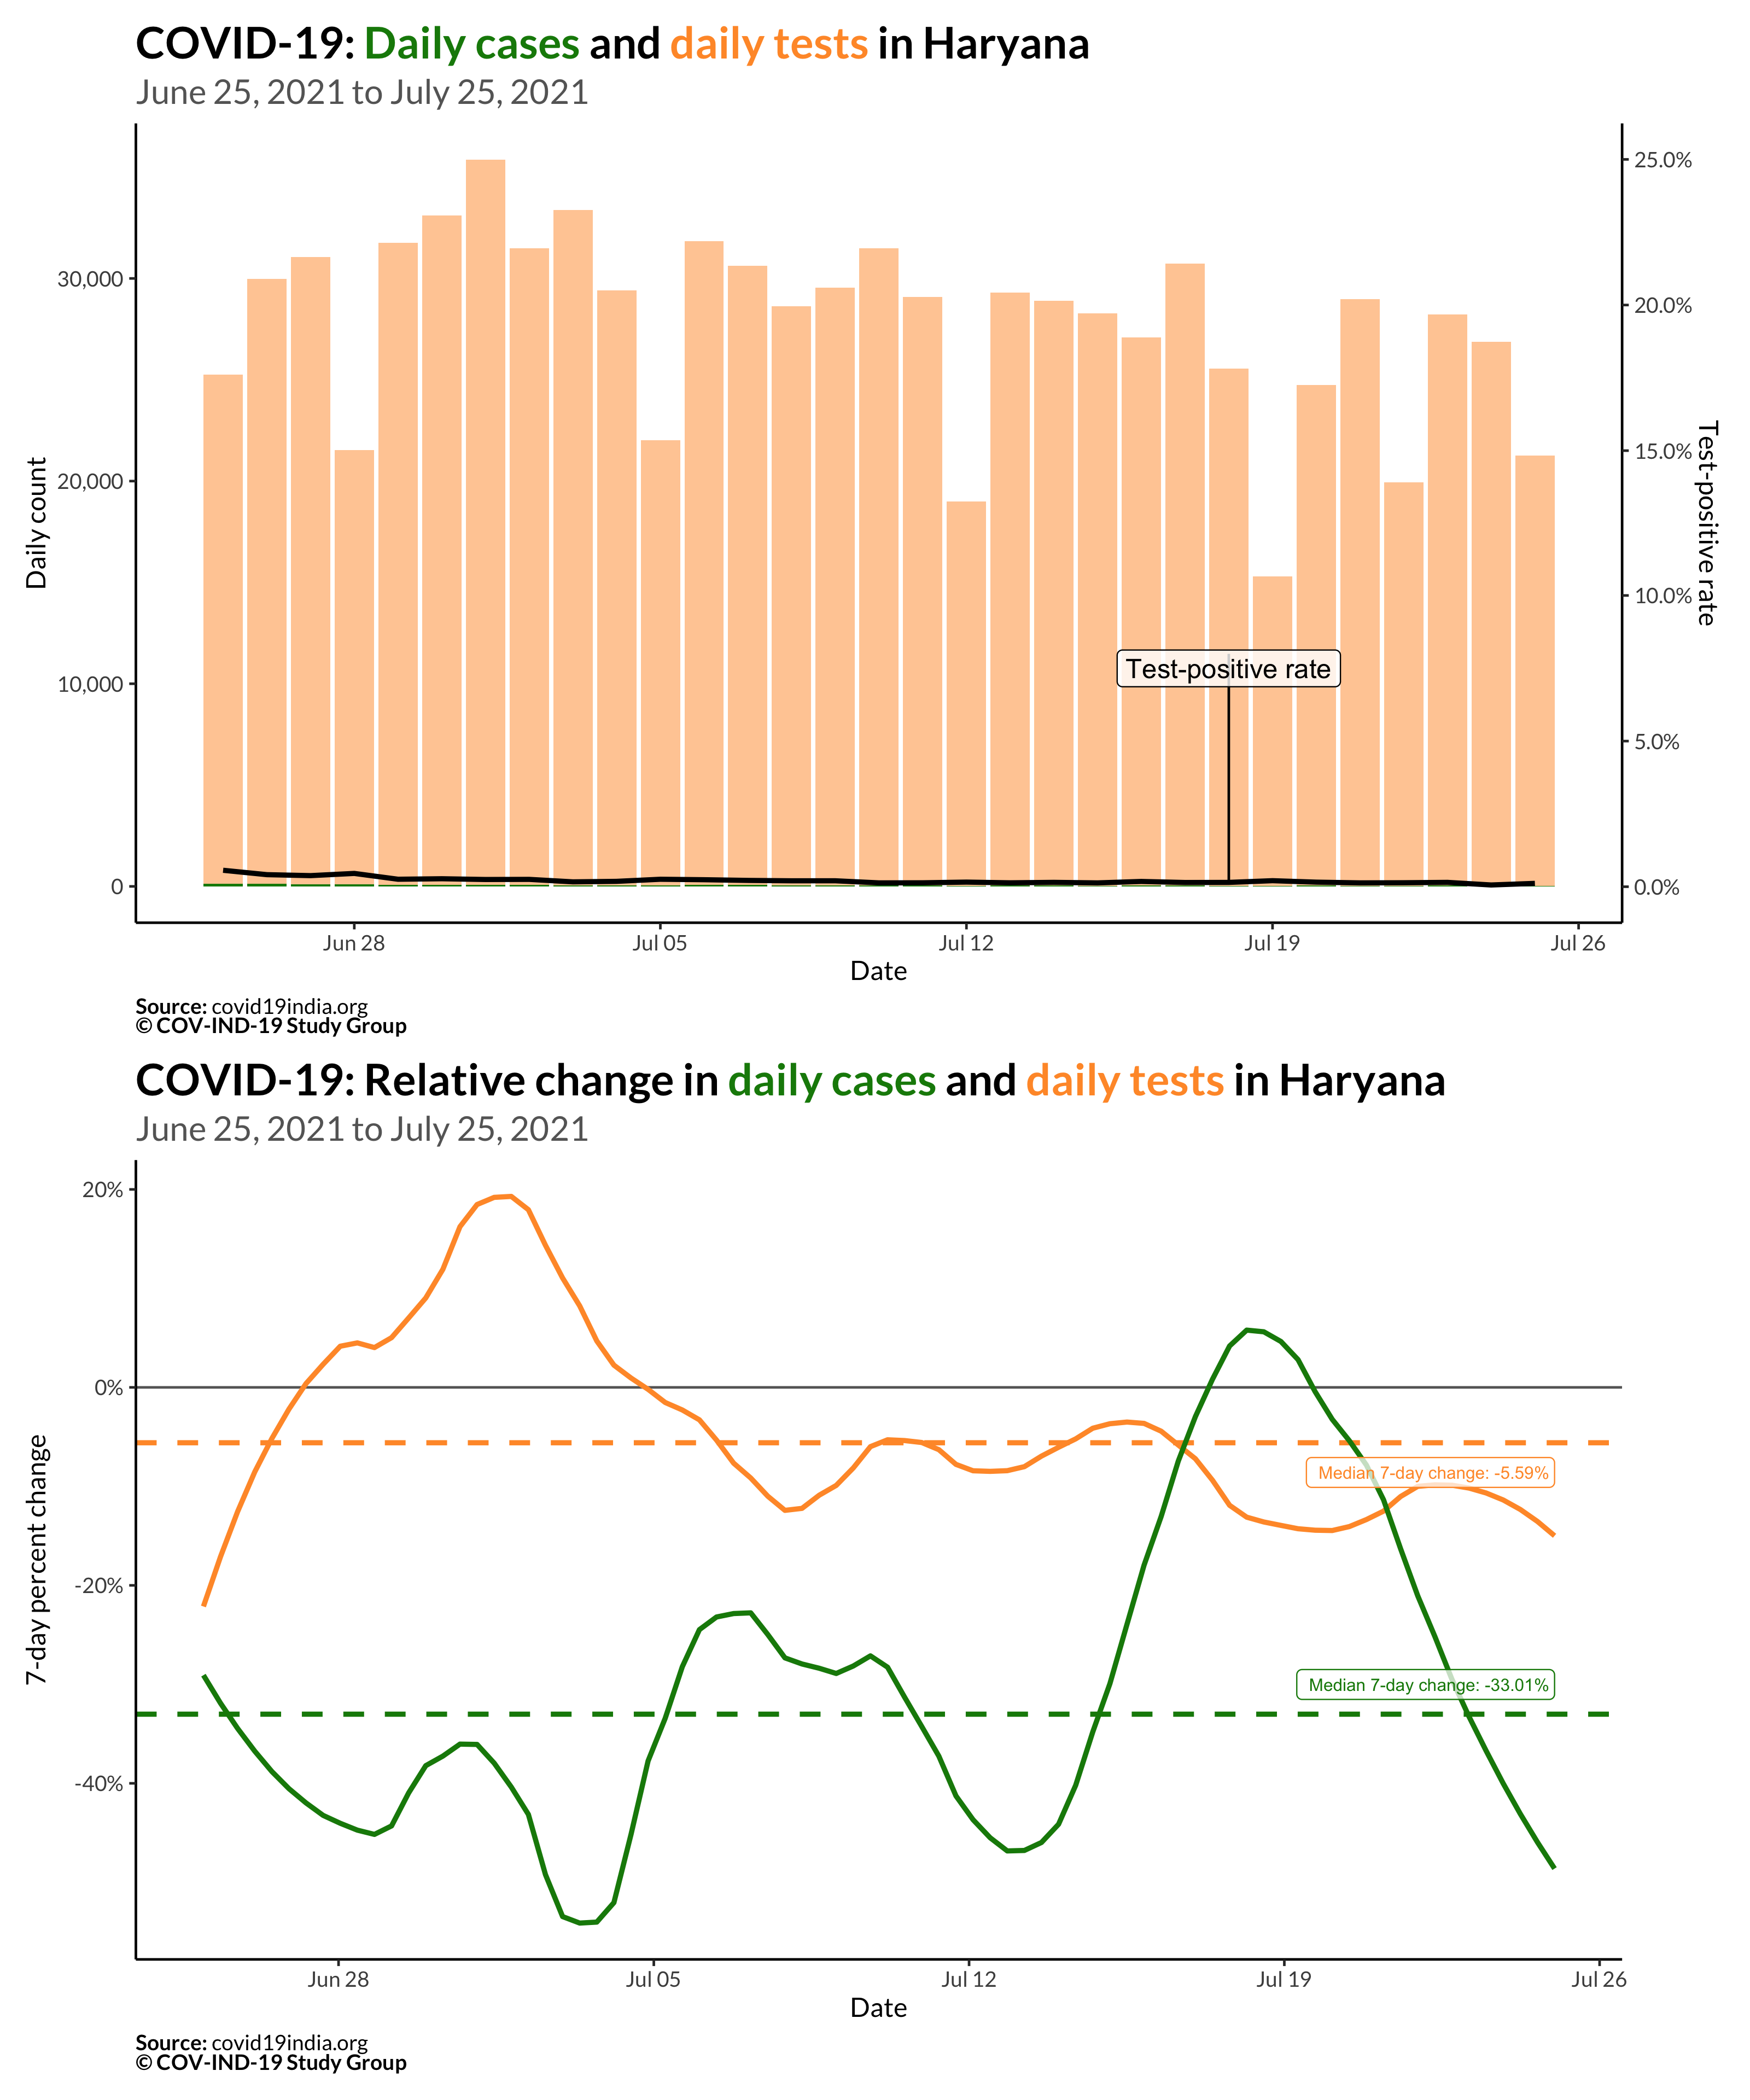 COVID-19: Daily cases and daily tests in Haryana
June 25, 2021 to July 25, 2021
Daily count
30,000
20,000
10,000
0
25.0%
20.0%
15.0%
10.0%
5.0%
0.0%
Test-positive rate
Test-positive rate
Jun 28
Jul 05
Jul 12
Jul 19
Jul 26
Date
Source: covid19india.org
© COV-IND-19 Study Group
COVID-19: Relative change in daily cases and daily tests in Haryana
June 25, 2021 to July 25, 2021
7-day percent change
20%
0%
-20%
-40%
Median 7-day change: -5.59%
Median 7-day change: -33.01%
Jun 28
Jul 05
Jul 12
Jul 19
Jul 26
Date
Source: covid19india.org
© COV-IND-19 Study Group